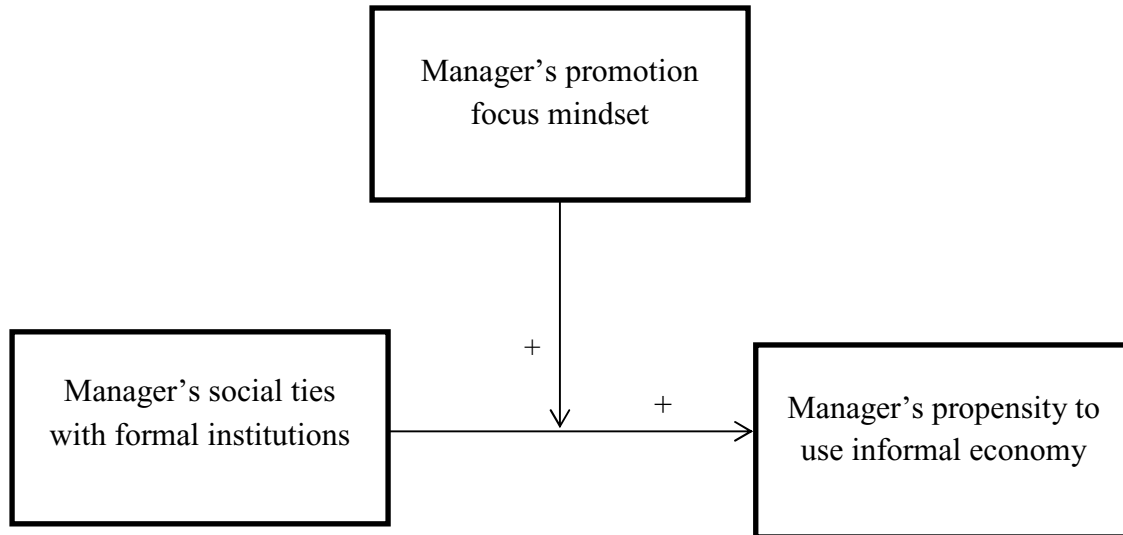 Manager’s promotion
focus mindset
+
+
Manager’s social ties
with formal institutions
Manager’s propensity to
use informal economy